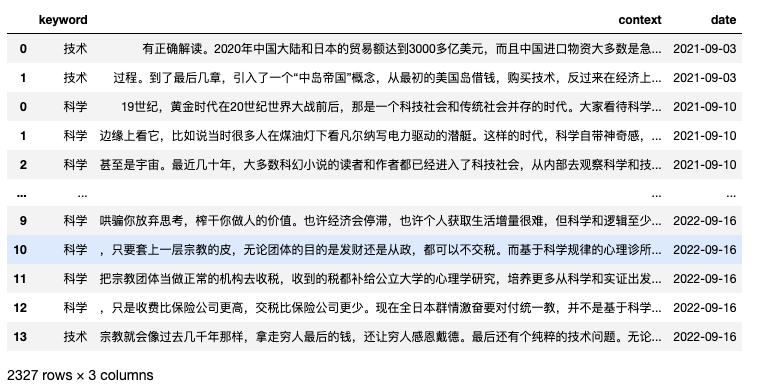 keyword context date
0 技术 有正确解读。2020年中国大陆和日本的贸易额达到3000多亿美元，而且中国进口物资大多数是急... 2021-09-03
1 技术 过程。到了最后几章，引入了一个“中岛帝国”概念，从最初的美国岛借钱，购买技术，反过来在经济上... 2021-09-03
0 科学 19世纪，黄金时代在20世纪世界大战前后，那是一个科技社会和传统社会并存的时代。大家看待科学... 2021-09-10
1 科学 边缘上看它，比如说当时很多人在煤油灯下看凡尔纳写电力驱动的潜艇。这样的时代，科学自带神奇感，... 2021-09-10
2 科学 甚至是宇宙。最近几十年，大多数科幻小说的读者和作者都已经进入了科技社会，从内部去观察科学和技... 2021-09-10
... ... ... ...
9 科学 哄骗你放弃思考，榨干你做人的价值。也许经济会停滞，也许个人获取生活增量很难，但科学和逻辑至少... 2022-09-16
10 科学 ，只要套上一层宗教的皮，无论团体的目的是发财还是从政，都可以不交税。而基于科学规律的心理诊所... 2022-09-16
11 科学 把宗教团体当做正常的机构去收税，收到的税都补给公立大学的心理学研究，培养更多从科学和实证出发... 2022-09-16
12 科学 ，只是收费比保险公司更高，交税比保险公司更少。现在全日本群情激奋要对付统一教，并不是基于科学... 2022-09-16
13 技术 宗教就会像过去几千年那样，拿走穷人最后的钱，还让穷人感恩戴德。最后还有个纯粹的技术问题。无论... 2022-09-16
2327 rows × 3 columns